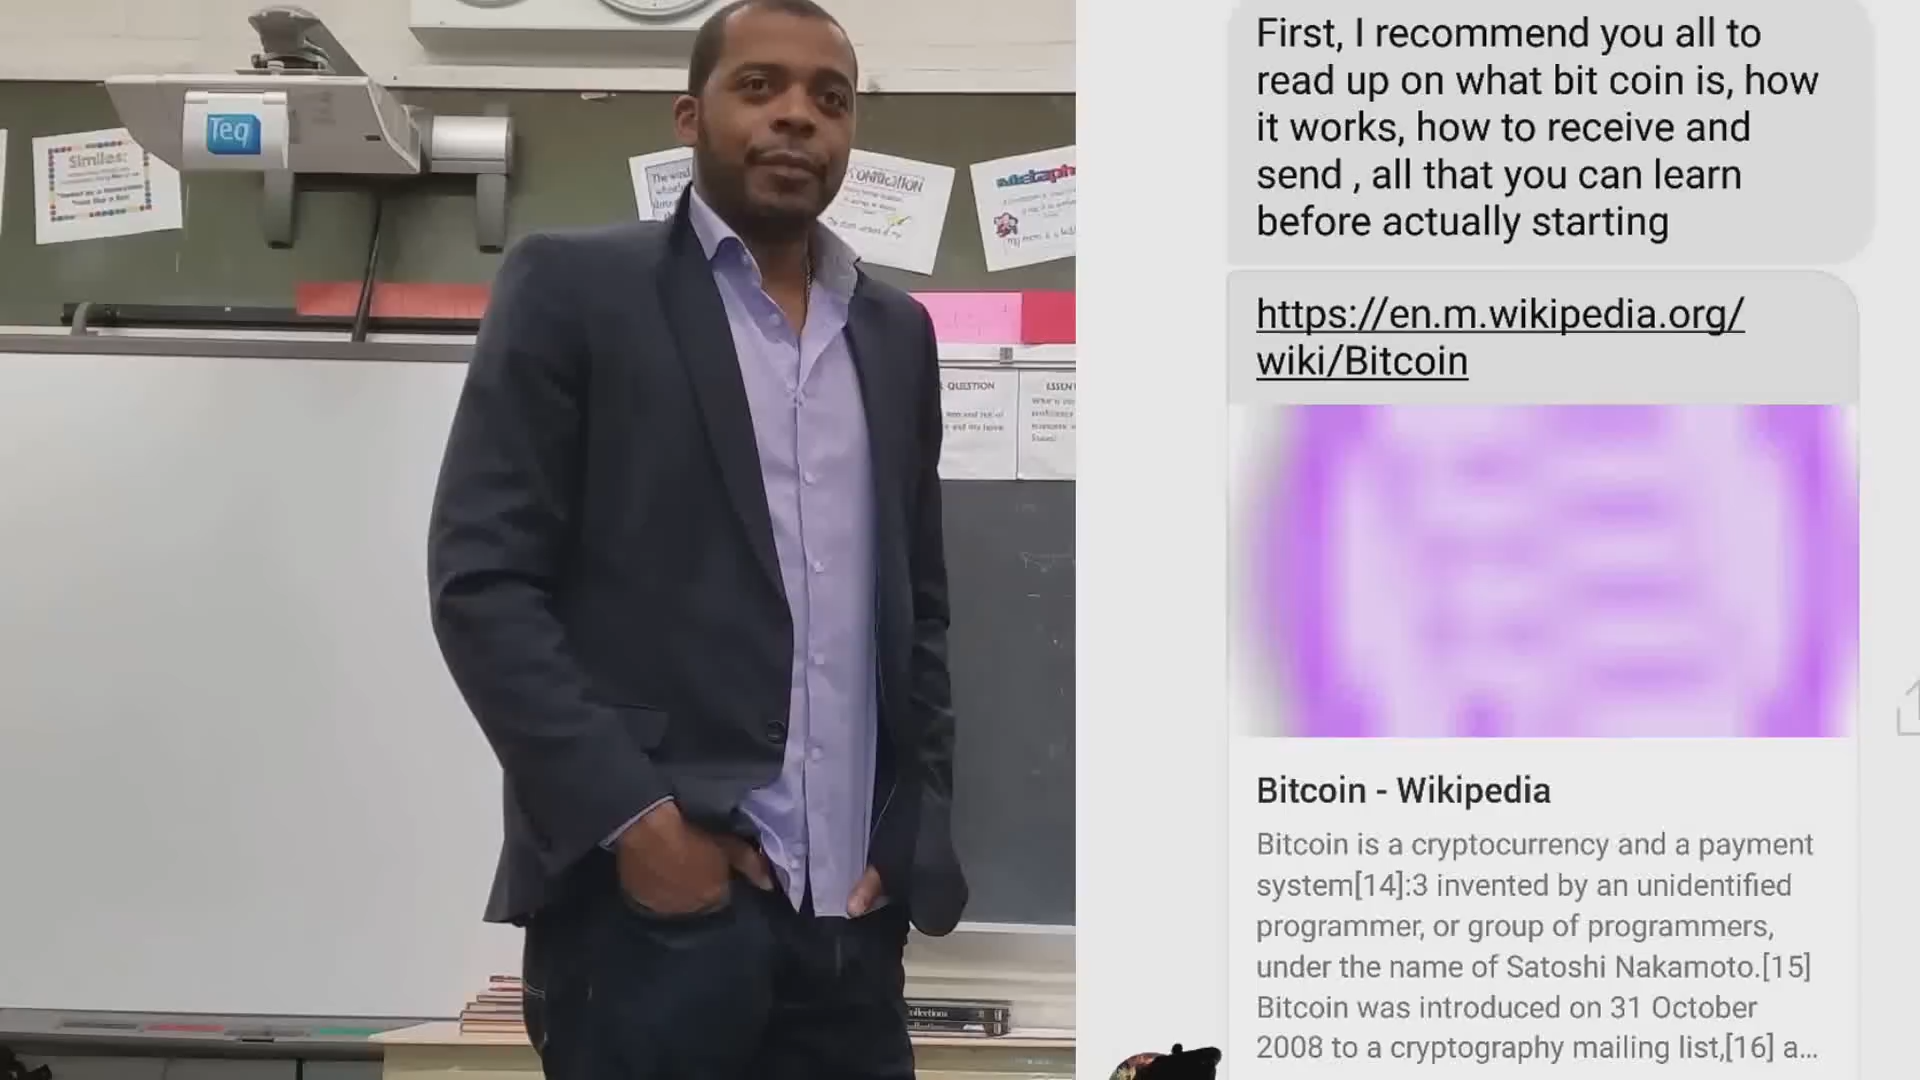 Teq
Similes:
The wind
QUESTION
First, I recommend you all to
read up on what bit coin is, how
it works, how to receive and
send , all that you can learn
before actually starting
https://en.m.wikipedia.org/
wiki/Bitcoin
Bitcoin - Wikipedia
Bitcoin is a cryptocurrency and a payment
system[14]:3 invented by an unidentified
programmer, or group of programmers,
under the name of Satoshi Nakamoto.[15]
Bitcoin was introduced on 31 October
2008 to a cryptography mailing list,[16] a...